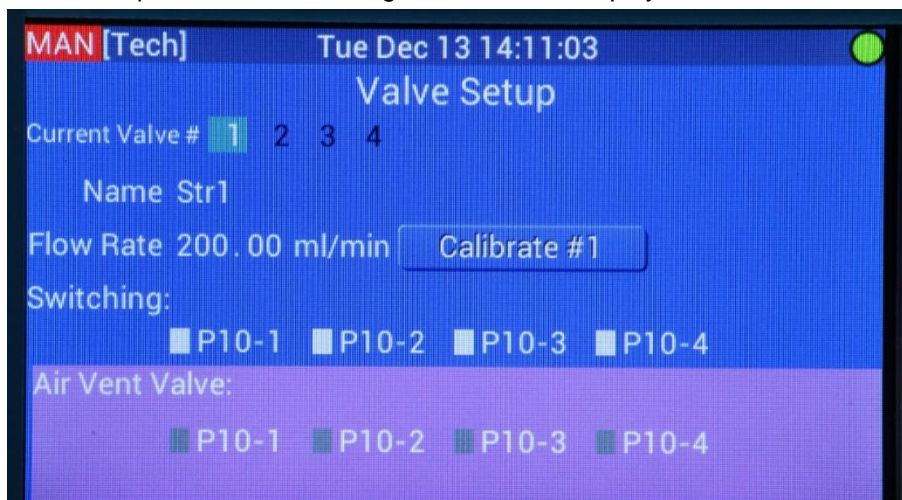 MAN [Tech] Tue Dec 13 14:11:03
Valve Setup
Current Valve # 1 2 3 4
Name Str1
Flow Rate 200.00 ml/min Calibrate #1
Switching:
P10-1 P10-2 P10-3 P10-4
Air Vent Valve:
P10-1 P10-2 P10-3 P10-4